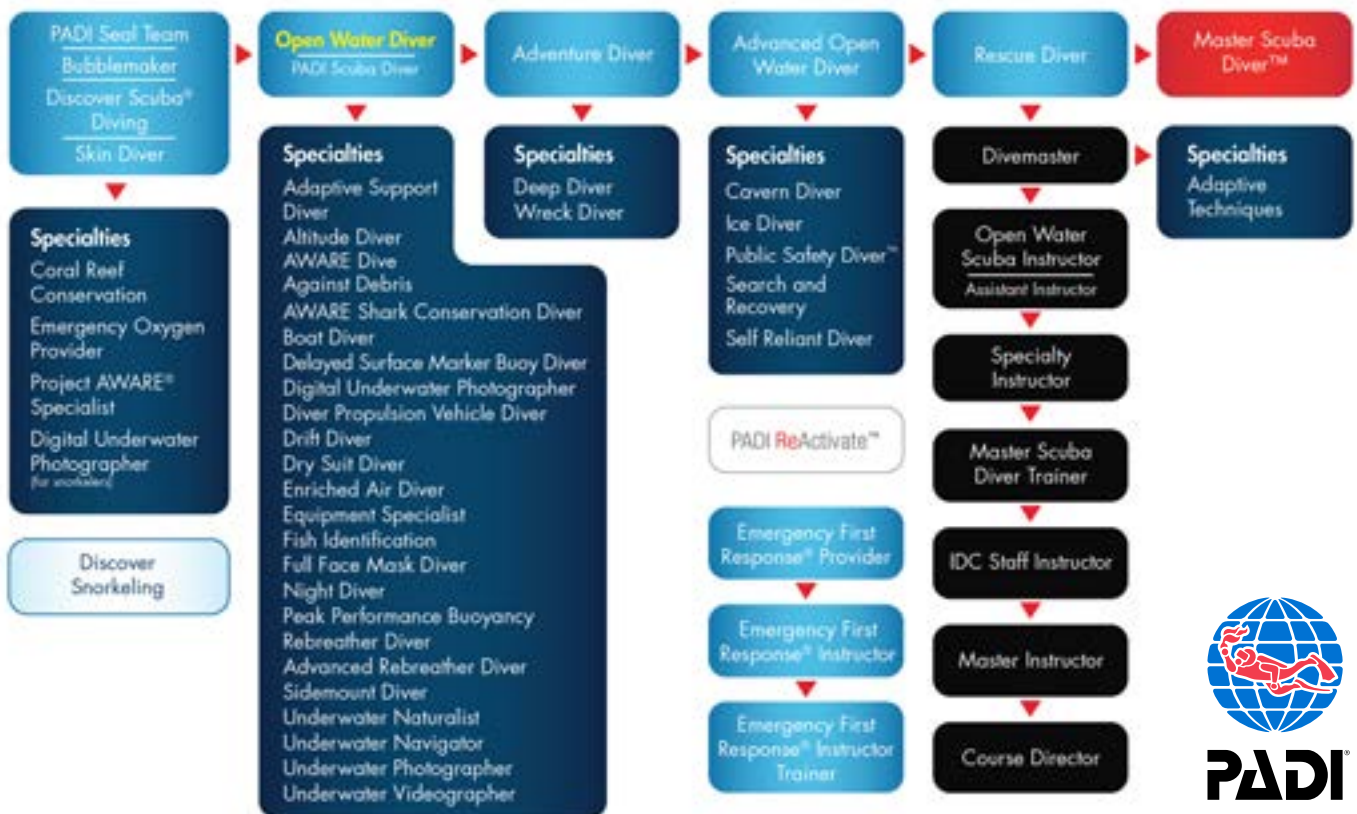 PADI Seal Team
Bubblemaker
Discover Scuba®
Diving
Skin Diver
Open Water Diver
PADI Scuba Diver
Adventure Diver
Advanced Open
Water Diver
Rescue Diver
Master Scuba
Diver™
Specialties
Coral Reef
Conservation
Emergency Oxygen
Provider
Project AWARE®
Specialist
Digital Underwater
Photographer
(for snorkelers)
Discover
Snorkeling
Specialties
Adaptive Support
Diver
Altitude Diver
AWARE Dive
Against Debris
AWARE Shark Conservation Diver
Boat Diver
Delayed Surface Marker Buoy Diver
Digital Underwater Photographer
Diver Propulsion Vehicle Diver
Drift Diver
Dry Suit Diver
Enriched Air Diver
Equipment Specialist
Fish Identification
Full Face Mask Diver
Night Diver
Peak Performance Buoyancy
Rebreather Diver
Advanced Rebreather Diver
Sidemount Diver
Underwater Naturalist
Underwater Navigator
Underwater Photographer
Underwater Videographer
Specialties
Deep Diver
Wreck Diver
Specialties
Cavern Diver
Ice Diver
Public Safety Diver™
Search and
Recovery
Self Reliant Diver
PADI ReActivate™
Emergency First
Response® Provider
Emergency First
Response® Instructor
Emergency First
Response® Instructor
Trainer
Divemaster
Open Water
Scuba Instructor
Assistant Instructor
Specialty
Instructor
Master Scuba
Diver Trainer
IDC Staff Instructor
Master Instructor
Course Director
Specialties
Adaptive
Techniques
PADI®